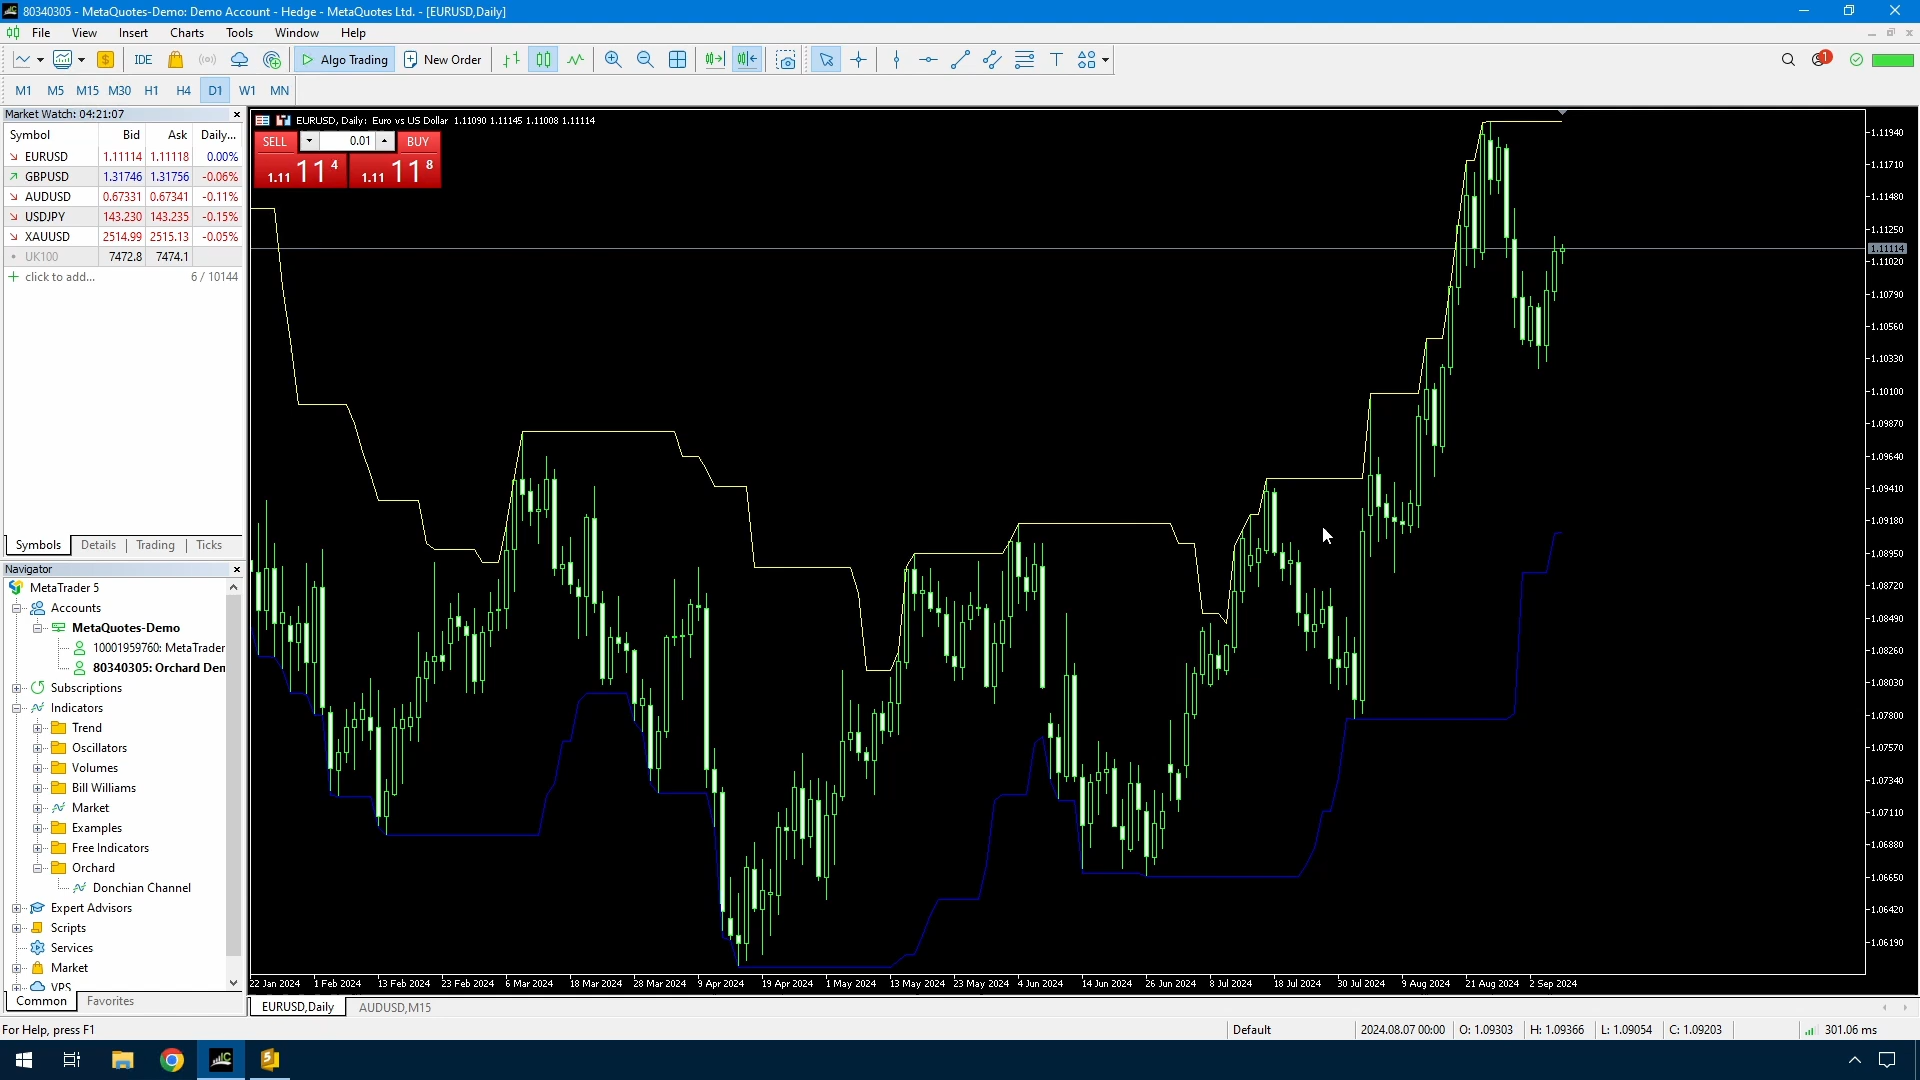 80340305 - MetaQuotes-Demo: Demo Account - Hedge - MetaQuotes Ltd. - [EURUSD,Daily]
File View Insert Charts Tools Window Help
IDE Algo Trading New Order 1
M1 M5 M15 M30 H1 H4 D1 W1 MN
Market Watch: 04:21:07
Symbol Bid Ask Daily...
EURUSD 1.11114 1.11118 0.00%
GBPUSD 1.31746 1.31756 -0.06%
AUDUSD 0.67331 0.67341 -0.11%
USDJPY 143.230 143.235 -0.15%
XAUUSD 2514.99 2515.13 -0.05%
UK100 7472.8 7474.1
click to add... 6 / 10144
Symbols Details Trading Ticks
Navigator
MetaTrader 5
Accounts
MetaQuotes-Demo
10001959760: MetaTrader
80340305: Orchard Den
Subscriptions
Indicators
Trend
Oscillators
Volumes
Bill Williams
Market
Examples
Free Indicators
Orchard
Donchian Channel
Expert Advisors
Scripts
Services
Market
VPS
Common Favorites
EURUSD, Daily: Euro vs US Dollar 1.11090 1.11145 1.11008 1.11114
SELL 0.01 BUY
1.11 11 4 1.11 11 8
1.11940
1.11710
1.11480
1.11250
1.11114
1.11020
1.10790
1.10560
1.10330
1.10100
1.09870
1.09640
1.09410
1.09180
1.08950
1.08720
1.08490
1.08260
1.08030
1.07800
1.07570
1.07340
1.07110
1.06880
1.06650
1.06420
1.06190
22 Jan 2024 1 Feb 2024 13 Feb 2024 23 Feb 2024 6 Mar 2024 18 Mar 2024 28 Mar 2024 9 Apr 2024 19 Apr 2024 1 May 2024 13 May 2024 23 May 2024 4 Jun 2024 14 Jun 2024 26 Jun 2024 8 Jul 2024 18 Jul 2024 30 Jul 2024 9 Aug 2024 21 Aug 2024 2 Sep 2024
EURUSD,Daily AUDUSD,M15
For Help, press F1 Default 2024.08.07 00:00 O: 1.09303 H: 1.09366 L: 1.09054 C: 1.09203 301.06 ms